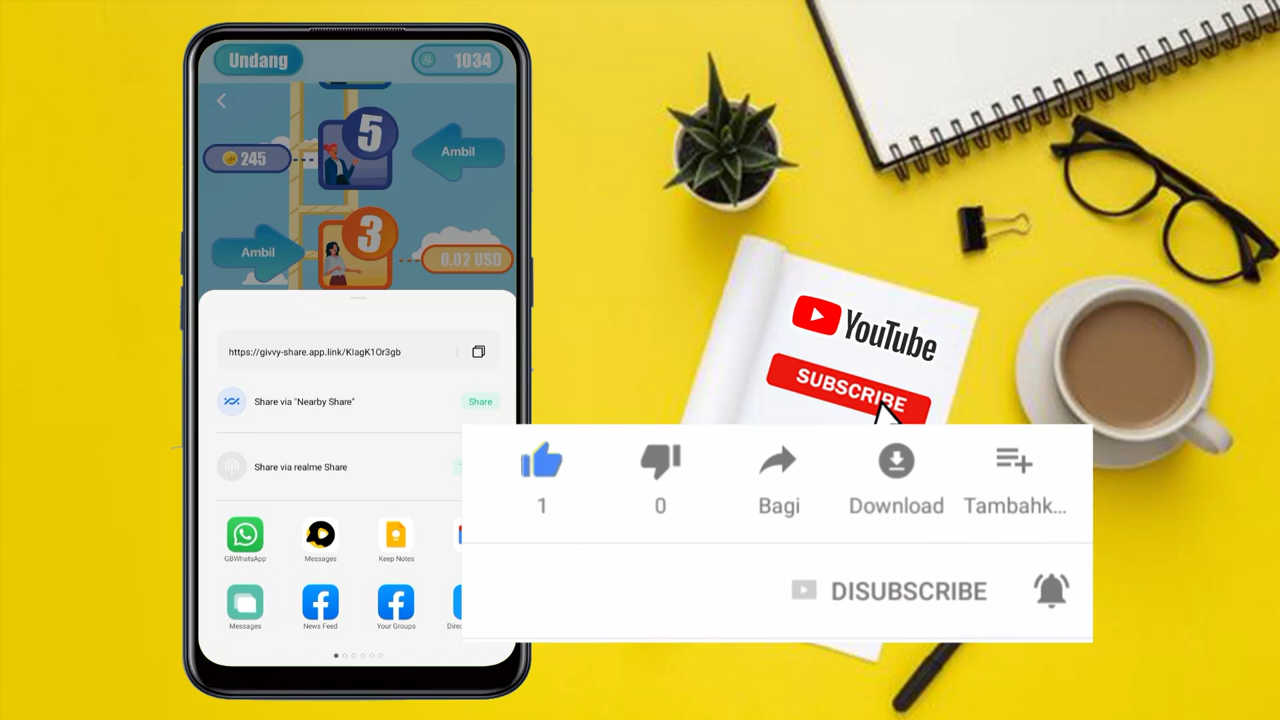 Undang
1034
5
245
Ambil
3
Ambil
0.02 USD
https://givvy-share.app.link/KlagK1Or3gb
Share via "Nearby Share"
Share
Share via realme Share
GBWhatsApp
Messages
Keep Notes
Messages
News Feed
Your Groups
Direc
YouTube
SUBSCRIBE
1
0
Bagi
Download
Tambahk...
DISUBSCRIBE